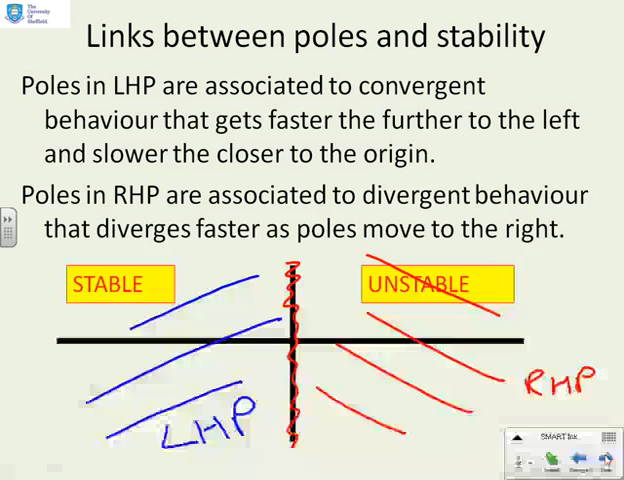 The
University
Of
Sheffield.
Links between poles and stability
Poles in LHP are associated to convergent
behaviour that gets faster the further to the left
and slower the closer to the origin.
Poles in RHP are associated to divergent behaviour
that diverges faster as poles move to the right.
STABLE
UNSTABLE
RHP
LHP
SMART Ink